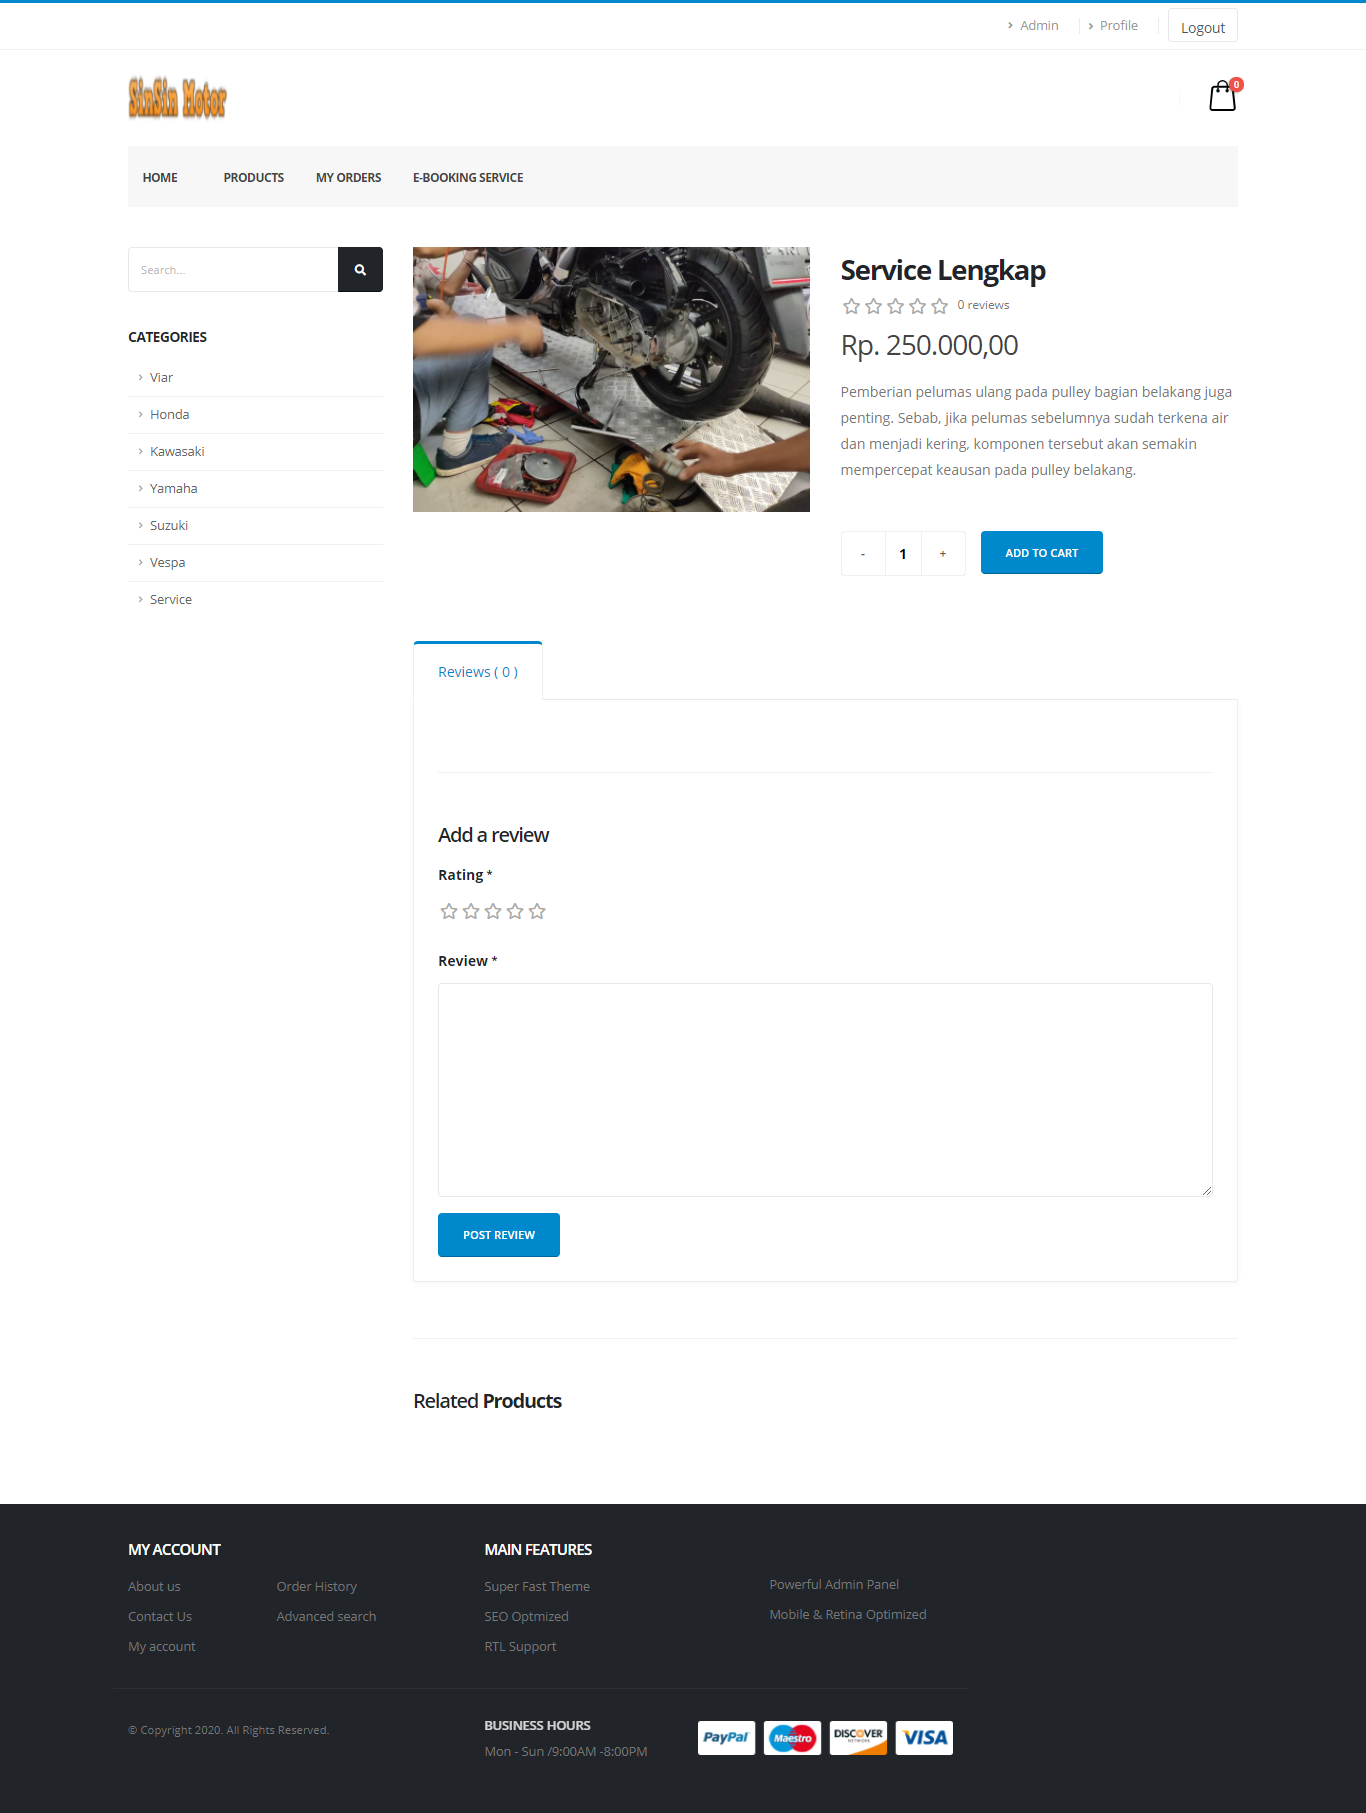 Admin
Profile
Logout
SinSin Motor
0
HOME
PRODUCTS
MY ORDERS
E-BOOKING SERVICE
Search...
CATEGORIES
Viar
Honda
Kawasaki
Yamaha
Suzuki
Vespa
Service
Service Lengkap
0 reviews
Rp. 250.000,00
Pemberian pelumas ulang pada pulley bagian belakang juga
penting. Sebab, jika pelumas sebelumnya sudah terkena air
dan menjadi kering, komponen tersebut akan semakin
mempercepat keausan pada pulley belakang.
- 1 +
ADD TO CART
Reviews ( 0 )
Add a review
Rating *
Review *
POST REVIEW
Related Products
MY ACCOUNT
About us
Contact Us
My account
Order History
Advanced search
MAIN FEATURES
Super Fast Theme
SEO Optmized
RTL Support
Powerful Admin Panel
Mobile & Retina Optimized
© Copyright 2020. All Rights Reserved.
BUSINESS HOURS
Mon - Sun /9:00AM -8:00PM
PayPal
Maestro
DISCOVER
NETWORK
VISA